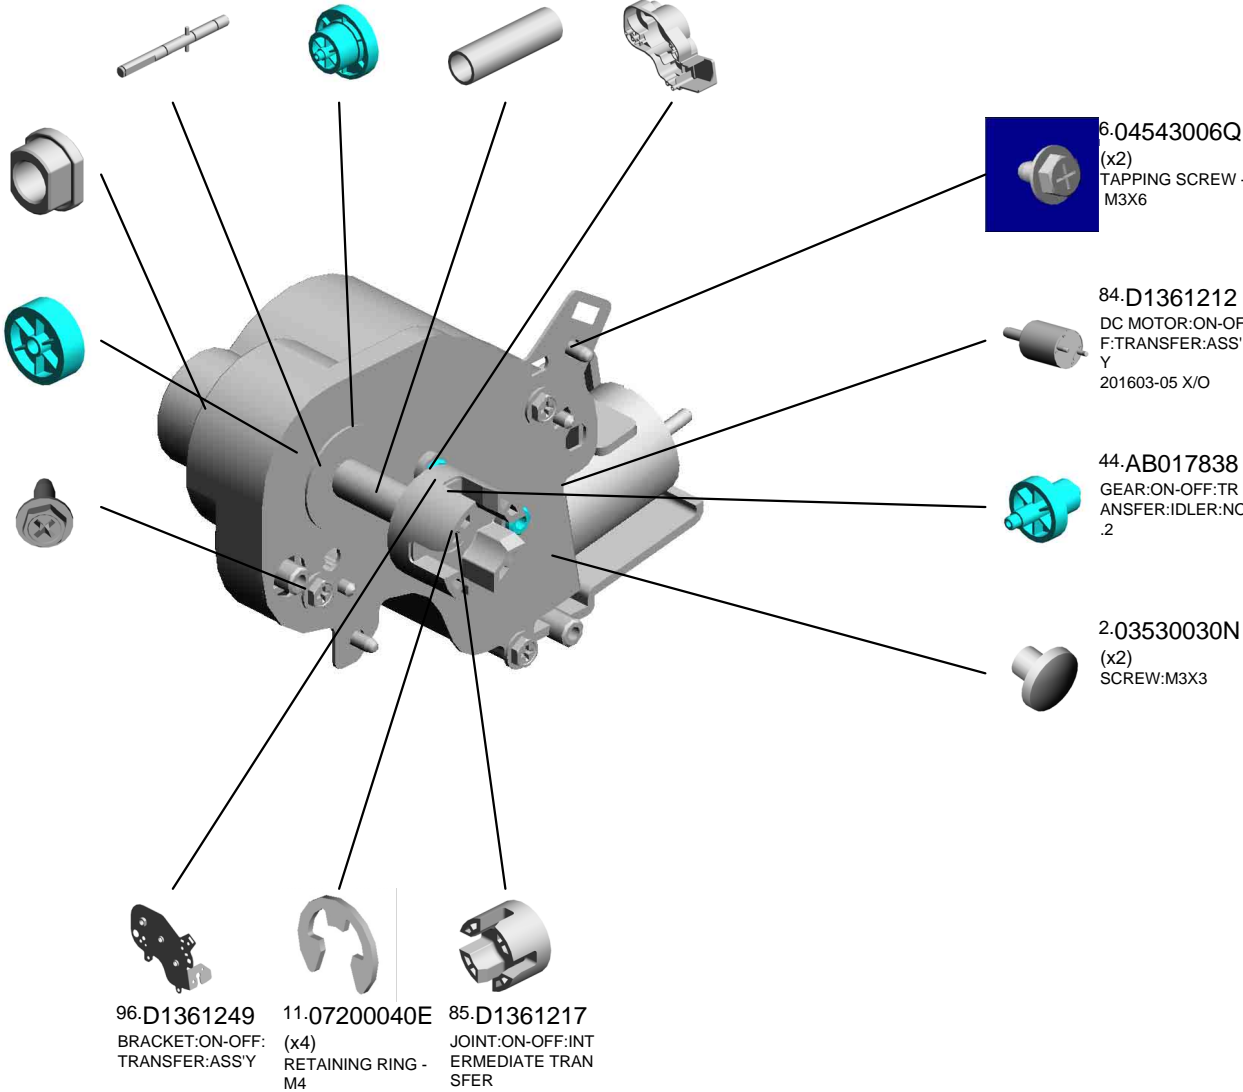 6.04543006Q
(x2)
TAPPING SCREW -
M3X6
84.D1361212
DC MOTOR:ON-OF
F:TRANSFER:ASS'
Y
201603-05 X/O
44.AB017838
GEAR:ON-OFF:TR
ANSFER:IDLER:NO
.2
2.03530030N
(x2)
SCREW:M3X3
96.D1361249
BRACKET:ON-OFF:
TRANSFER:ASS'Y
11.07200040E
(x4)
RETAINING RING -
M4
85.D1361217
JOINT:ON-OFF:INT
ERMEDIATE TRAN
SFER